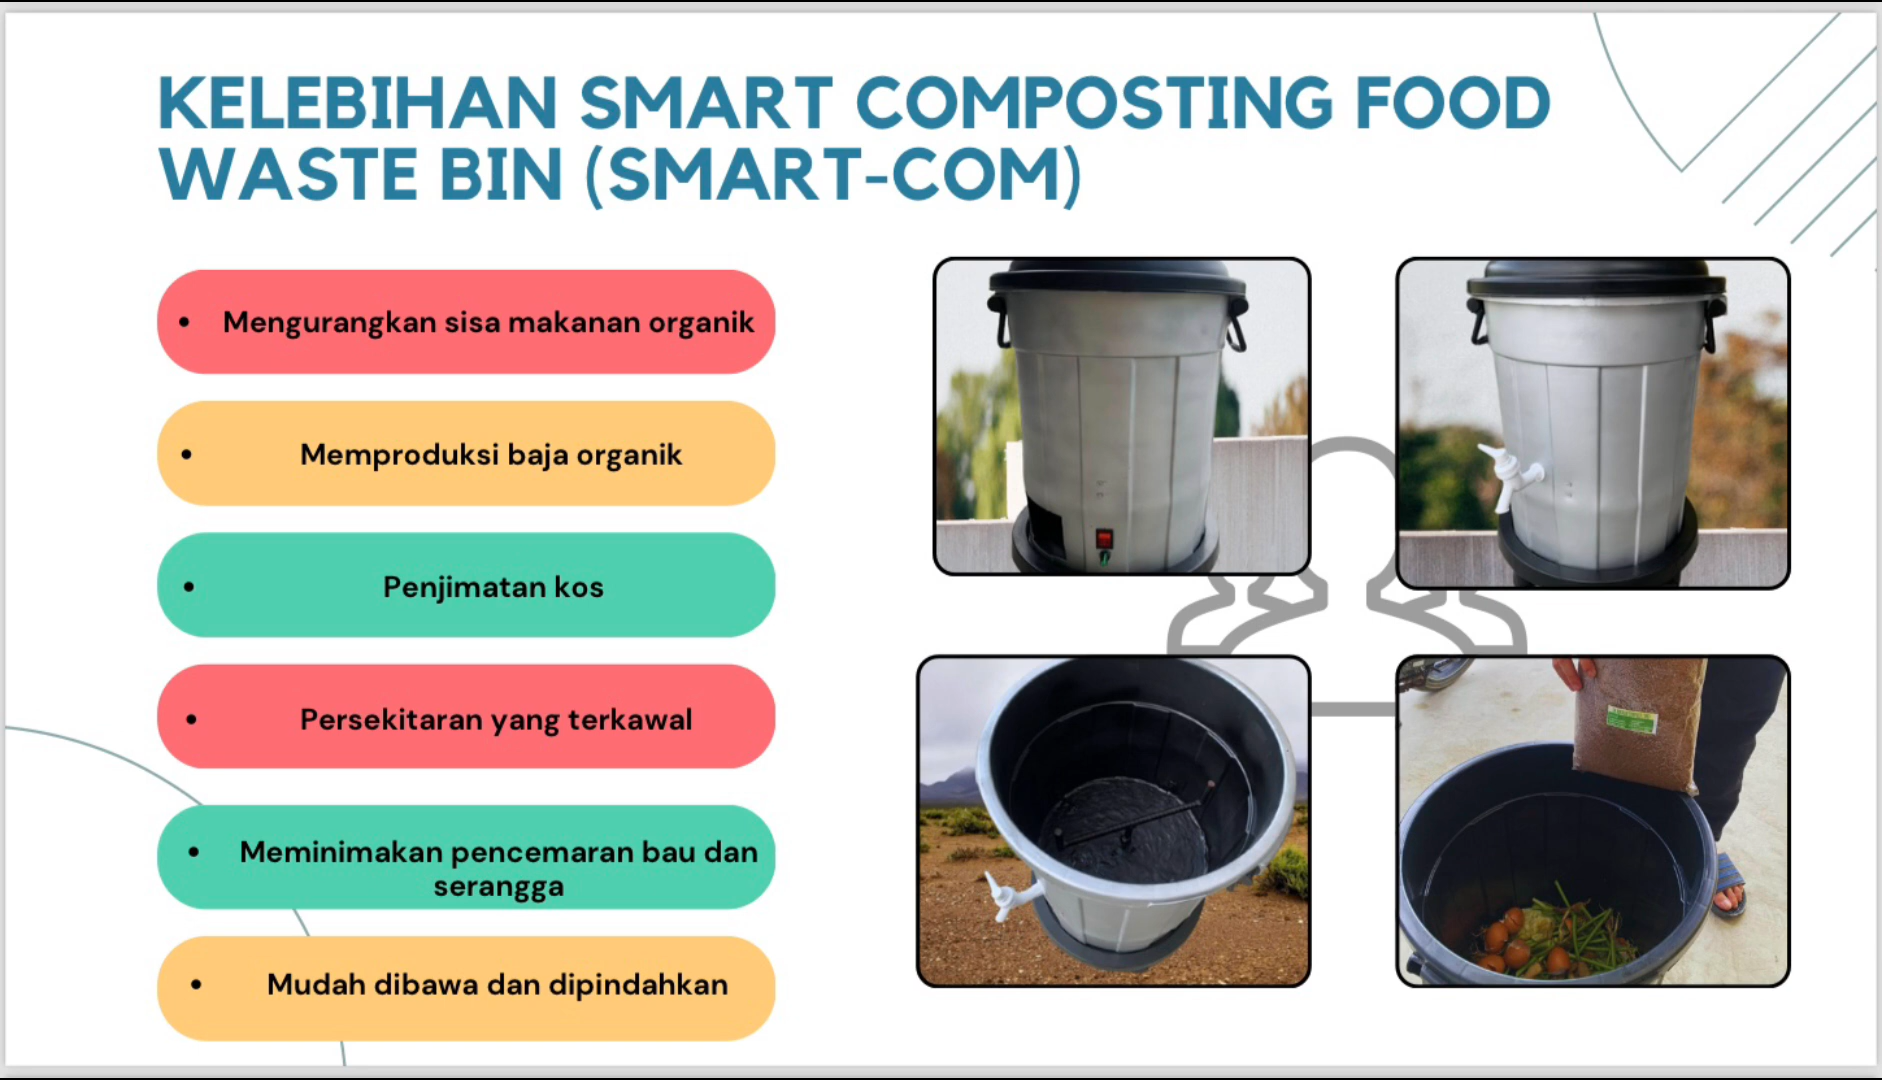 KELEBIHAN SMART COMPOSTING FOOD
WASTE BIN (SMART-COM)
• Mengurangkan sisa makanan organik
• Memproduksi baja organik
• Penjimatan kos
• Persekitaran yang terkawal
• Meminimakan pencemaran bau dan
serangga
• Mudah dibawa dan dipindahkan